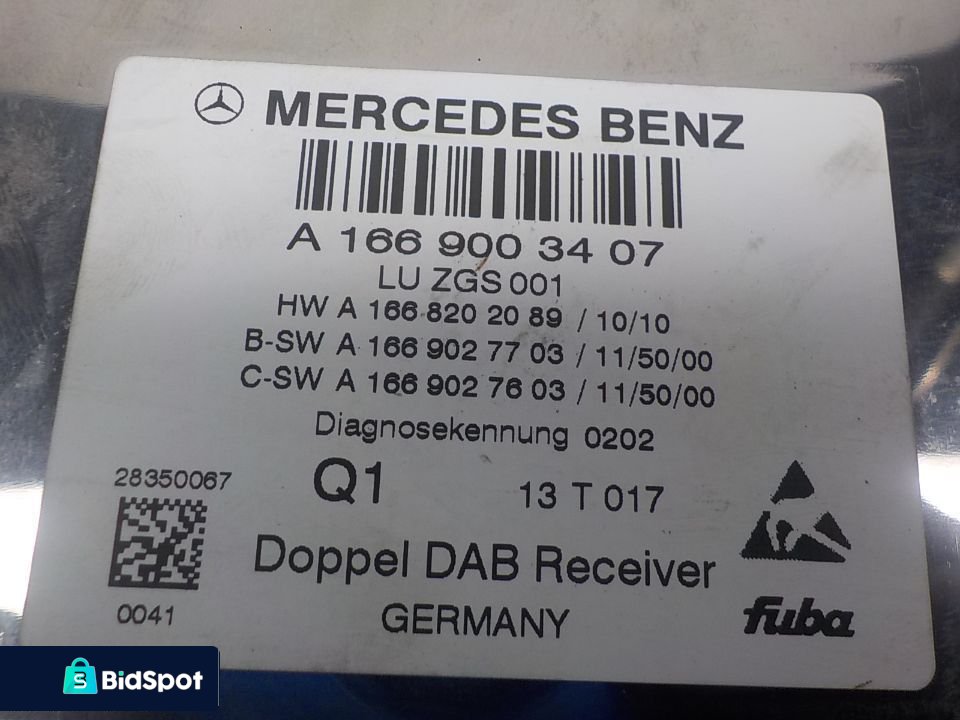 MERCEDES BENZ
A 166 900 34 07
LU ZGS 001
HW A 166 820 20 89 / 10/10
B-SW A 166 902 77 03 / 11/50/00
C-SW A 166 902 76 03 / 11/50/00
Diagnosekennung 0202
28350067
Q1
13 T 017
Doppel DAB Receiver
0041
GERMANY
fuba
BidSpot